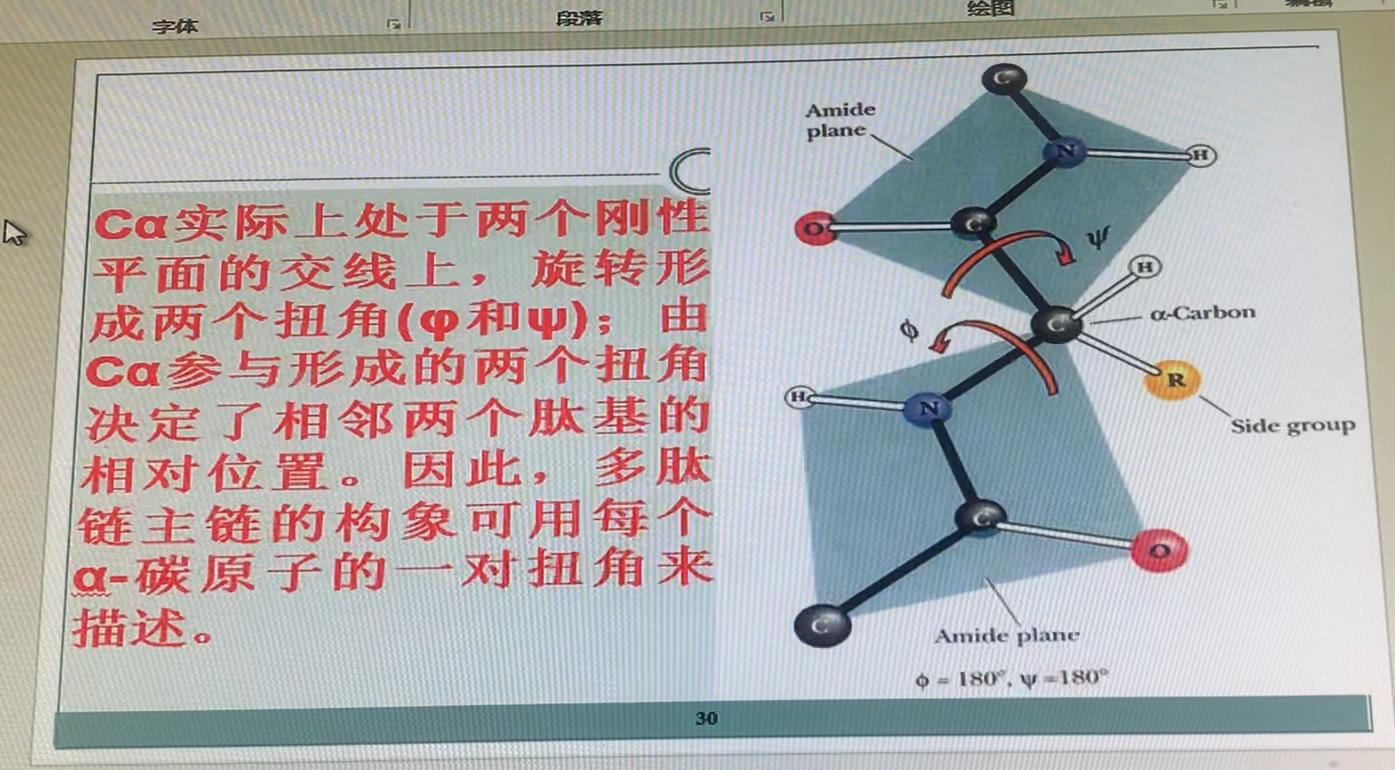 字体
段落
绘图
Cα实际上处于两个刚性
平面的交线上，旋转形
成两个扭角(φ和ψ)；由
Cα参与形成的两个扭角
决定了相邻两个肽基的
相对位置。因此，多肽
链主链的构象可用每个
α-碳原子的一对扭角来
描述。
C
Amide
plane
N
H
O
C
ψ
H
C
α-Carbon
ϕ
R
H
N
Side group
C
O
C
Amide plane
ϕ = 180°, ψ =180°
30